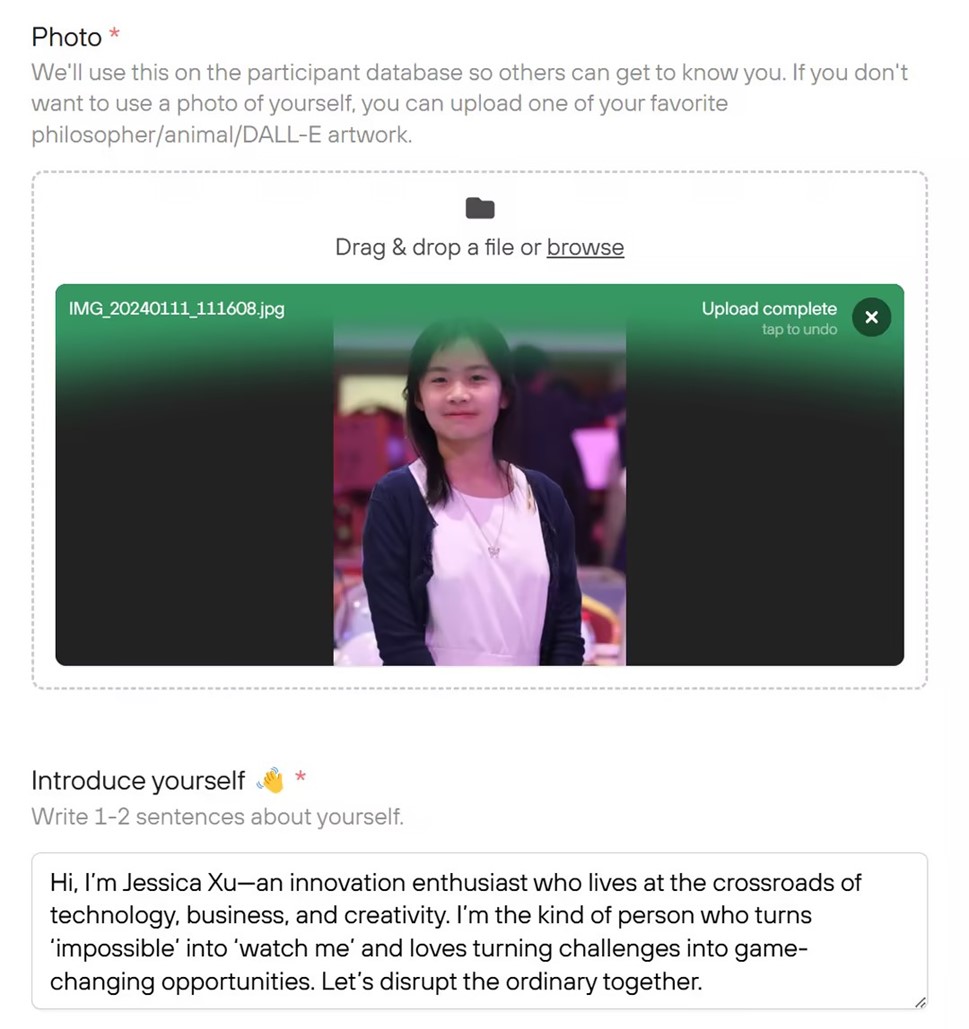 Photo *
We'll use this on the participant database so others can get to know you. If you don't
want to use a photo of yourself, you can upload one of your favorite
philosopher/animal/DALL-E artwork.
Drag & drop a file or browse
IMG_20240111_111608.jpg
Upload complete
tap to undo
Introduce yourself 👋 *
Write 1-2 sentences about yourself.
Hi, I’m Jessica Xu—an innovation enthusiast who lives at the crossroads of
technology, business, and creativity. I’m the kind of person who turns
‘impossible’ into ‘watch me’ and loves turning challenges into game-
changing opportunities. Let’s disrupt the ordinary together.